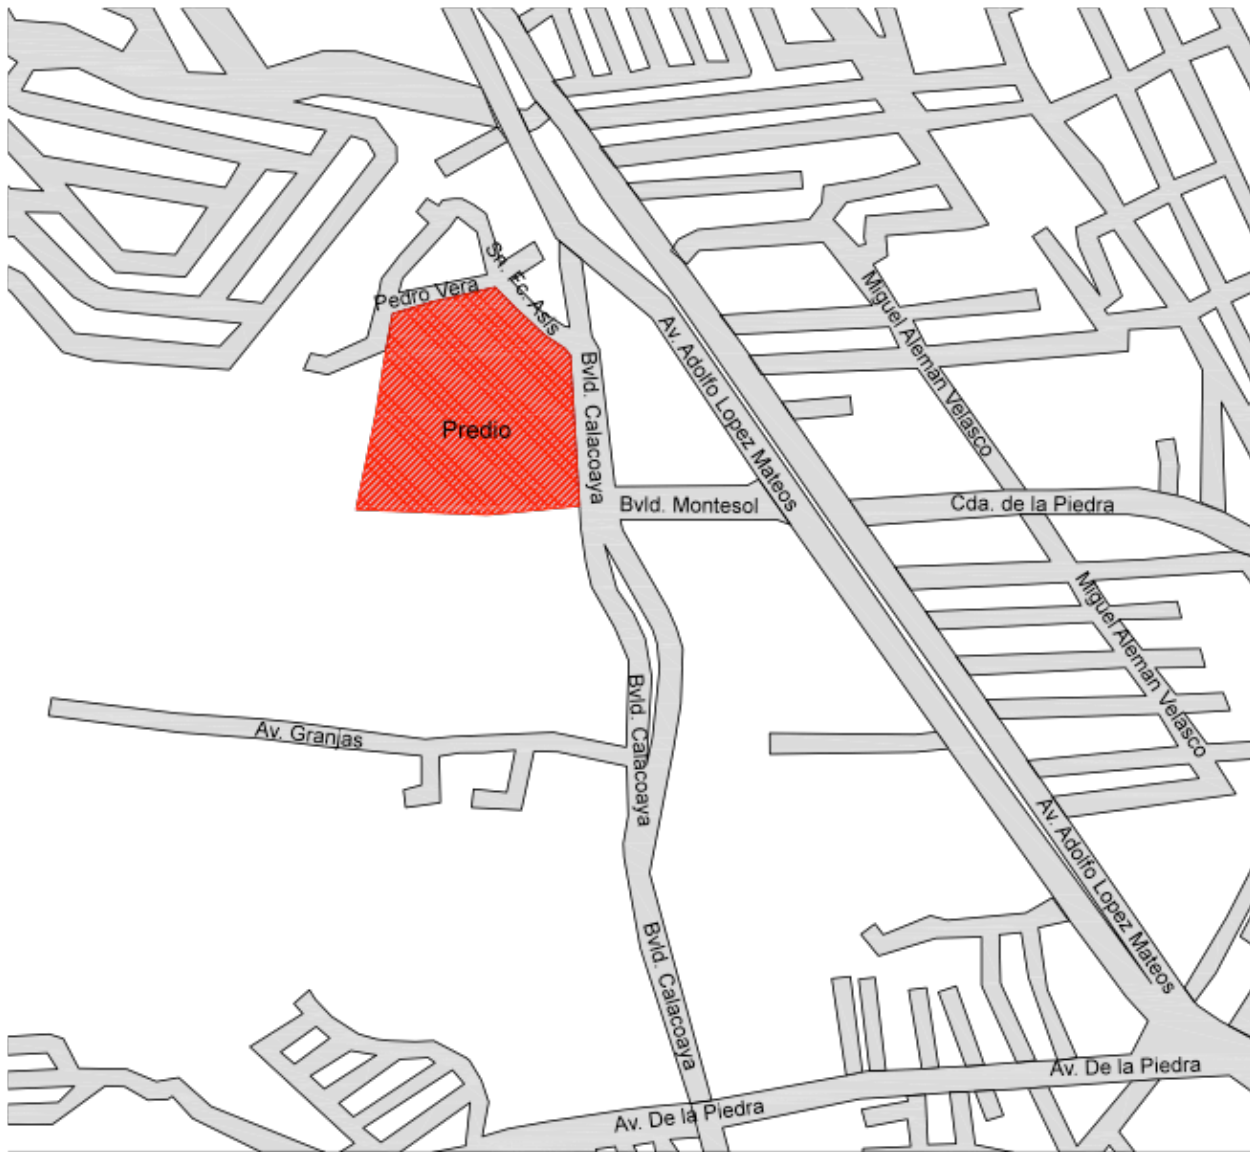 Sn. Fc. Asis
Pedro Vera
Miguel Aleman Velasco
Av. Adolfo Lopez Mateos
Bvld. Calacoaya
Predio
Bvld. Montesol
Cda. de la Piedra
Miguel Aleman Velasco
Bvld. Calacoaya
Av. Granjas
Av. Adolfo Lopez Mateos
Bvld. Calacoaya
Av. De la Piedra
Av. De la Piedra